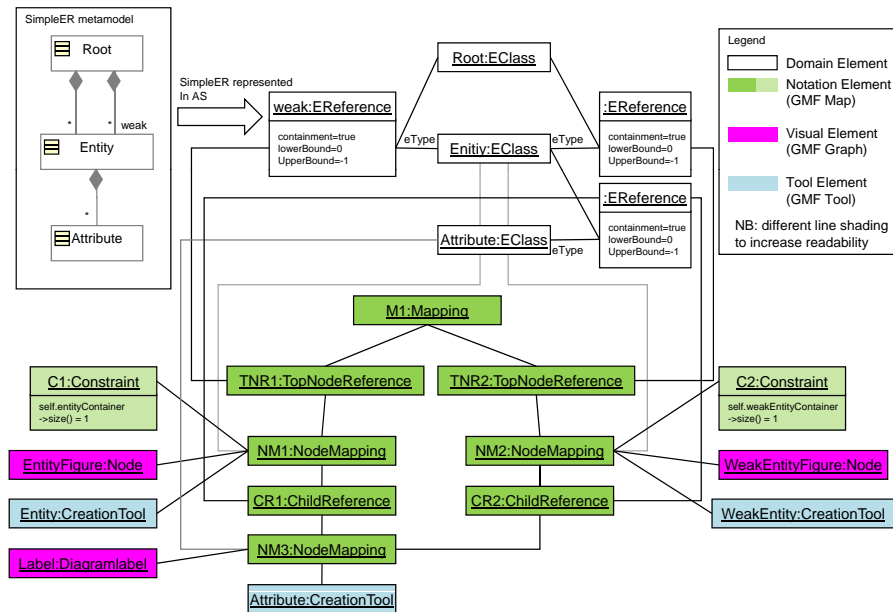 SimpleER metamodel
Root
*
*
weak
Entity
*
Attribute
SimpleER represented
In AS
Root:EClass
weak:EReference
containment=true
lowerBound=0
UpperBound=-1
eType
Enitiy:EClass
eType
:EReference
containment=true
lowerBound=0
UpperBound=-1
:EReference
containment=true
lowerBound=0
UpperBound=-1
Attribute:EClass
eType
Legend
Domain Element
Notation Element
(GMF Map)
Visual Element
(GMF Graph)
Tool Element
(GMF Tool)
NB: different line shading
to increase readability
M1:Mapping
TNR1:TopNodeReference
TNR2:TopNodeReference
C1:Constraint
self.entityContainer
->size() = 1
C2:Constraint
self.weakEntityContainer
->size() = 1
NM1:NodeMapping
NM2:NodeMapping
EntityFigure:Node
WeakEntityFigure:Node
CR1:ChildReference
CR2:ChildReference
Entity:CreationTool
WeakEntity:CreationTool
NM3:NodeMapping
Label:Diagramlabel
Attribute:CreationTool